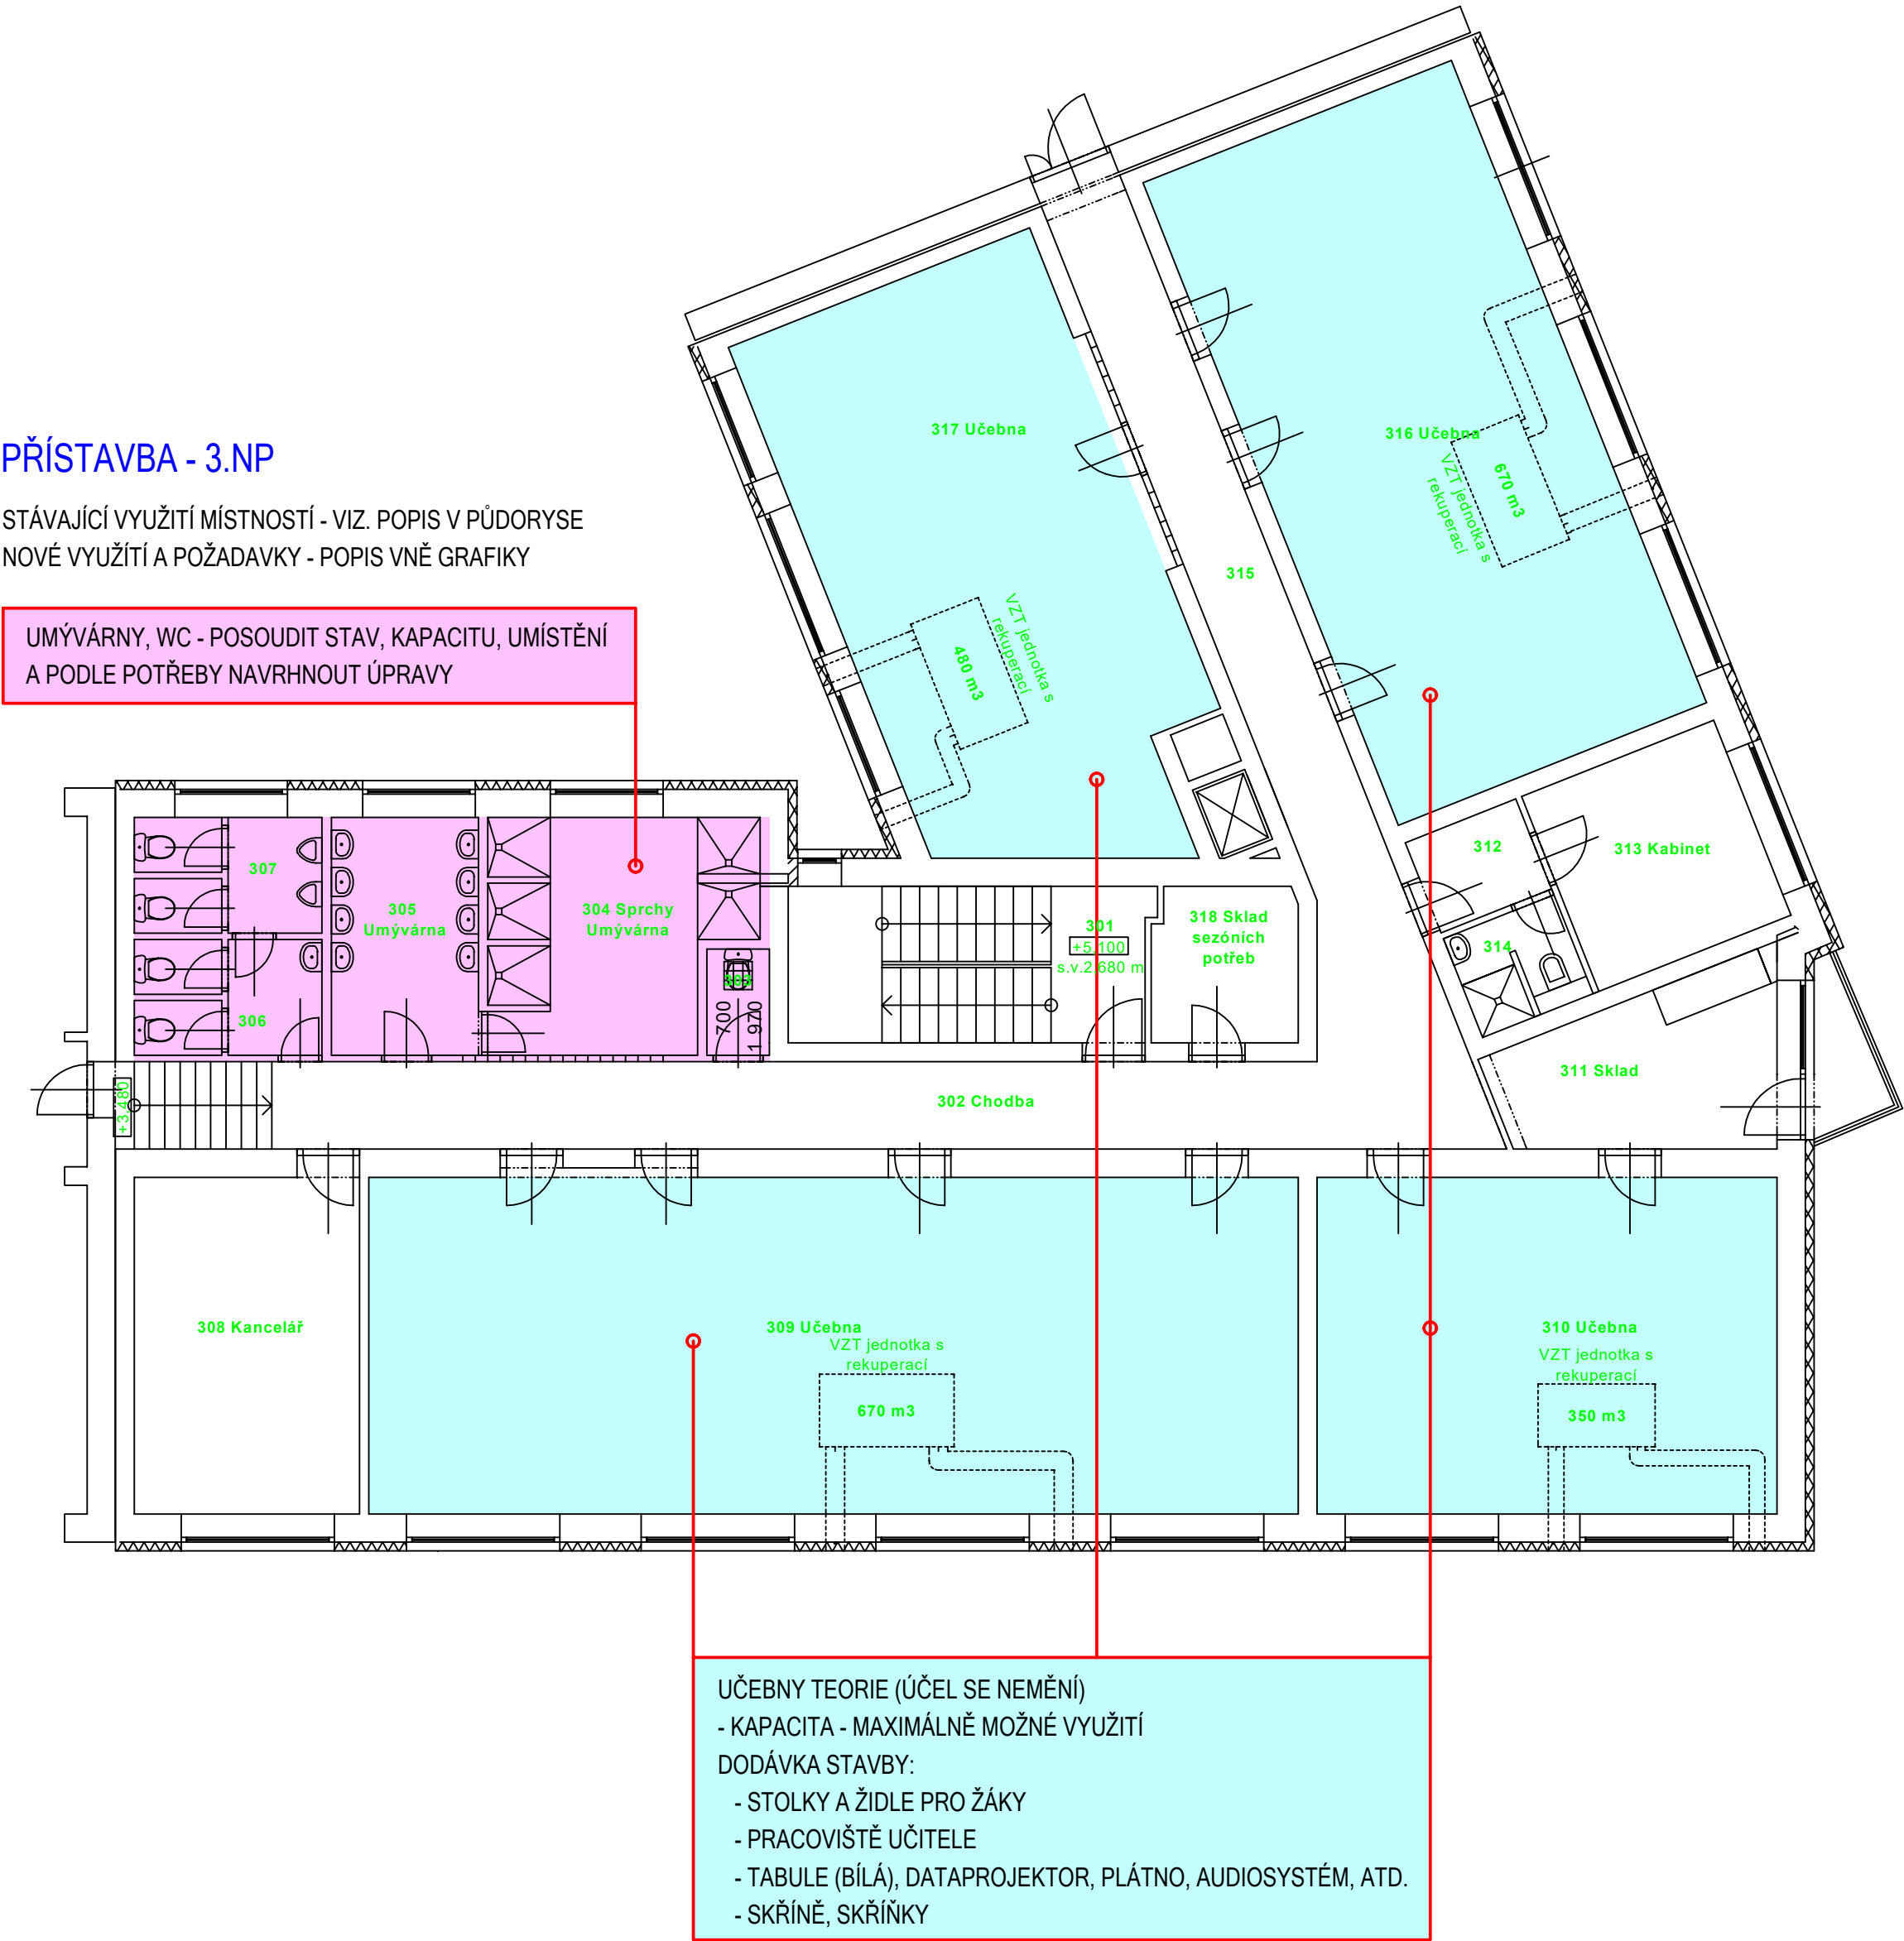 PŘÍSTAVBA - 3.NP
STÁVAJÍCÍ VYUŽITÍ MÍSTNOSTÍ - VIZ. POPIS V PŮDORYSE
NOVÉ VYUŽÍTÍ A POŽADAVKY - POPIS VNĚ GRAFIKY
UMÝVÁRNY, WC - POSOUDIT STAV, KAPACITU, UMÍSTĚNÍ
A PODLE POTŘEBY NAVRHNOUT ÚPRAVY
317 Učebna
316 Učebna
VZT jednotka s
rekuperací
670 m3
315
VZT jednotka s
rekuperací
480 m3
307
305
Umývárna
304 Sprchy
Umývárna
303
700
1 970
306
301
+5,100
s.v.2,680 m
318 Sklad
sezóních
potřeb
312
313 Kabinet
314
311 Sklad
+3,480
302 Chodba
308 Kancelář
309 Učebna
VZT jednotka s
rekuperací
670 m3
310 Učebna
VZT jednotka s
rekuperací
350 m3
UČEBNY TEORIE (ÚČEL SE NEMĚNÍ)
- KAPACITA - MAXIMÁLNĚ MOŽNÉ VYUŽITÍ
DODÁVKA STAVBY:
- STOLKY A ŽIDLE PRO ŽÁKY
- PRACOVIŠTĚ UČITELE
- TABULE (BÍLÁ), DATAPROJEKTOR, PLÁTNO, AUDIOSYSTÉM, ATD.
- SKŘÍNĚ, SKŘÍŇKY